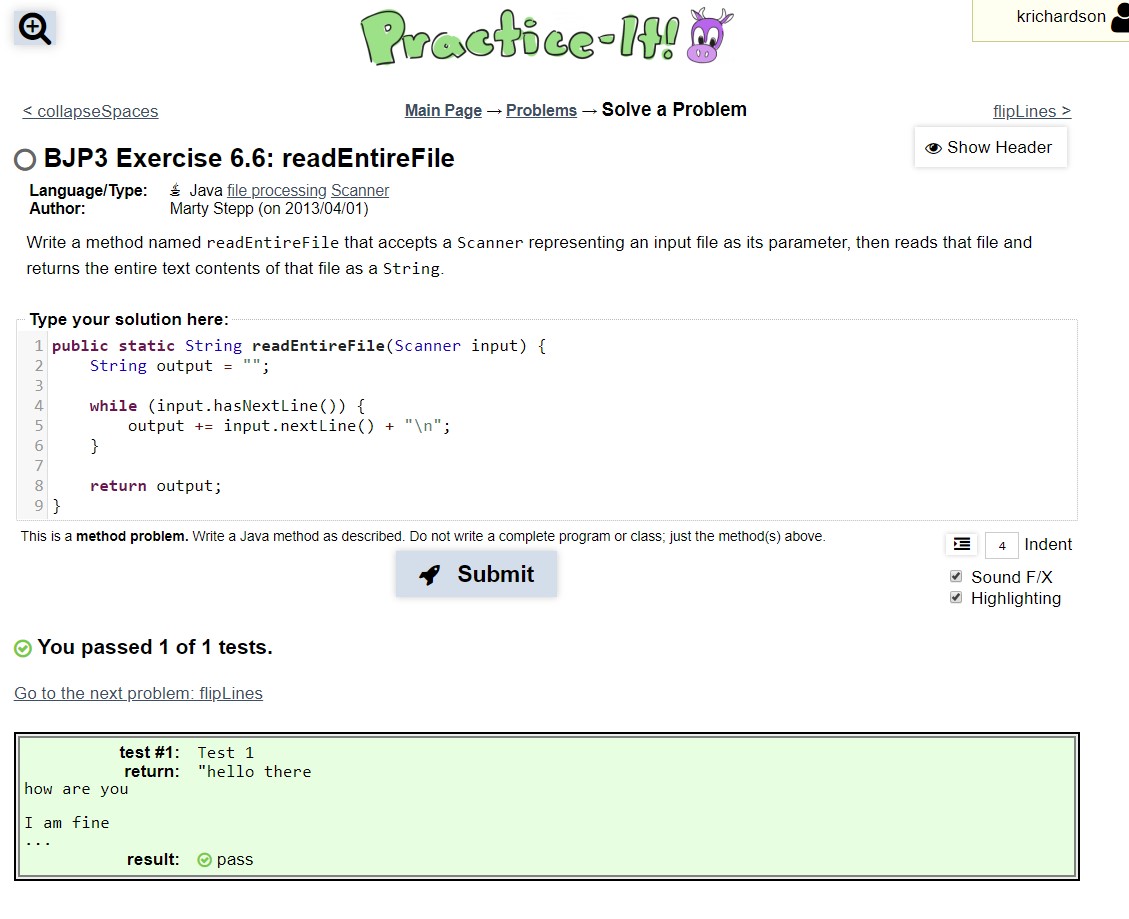 Practice-It!
krichardson
< collapseSpaces
Main Page → Problems → Solve a Problem
flipLines >
Show Header
BJP3 Exercise 6.6: readEntireFile
Language/Type: Java file processing Scanner
Author: Marty Stepp (on 2013/04/01)
Write a method named readEntireFile that accepts a Scanner representing an input file as its parameter, then reads that file and
returns the entire text contents of that file as a String.
Type your solution here:
1 public static String readEntireFile(Scanner input) {
2     String output = "";
3
4     while (input.hasNextLine()) {
5         output += input.nextLine() + "\n";
6     }
7
8     return output;
9 }
This is a method problem. Write a Java method as described. Do not write a complete program or class; just the method(s) above.
4 Indent
Submit
Sound F/X
Highlighting
You passed 1 of 1 tests.
Go to the next problem: flipLines
test #1: Test 1
return: "hello there
how are you
I am fine
...
result: pass